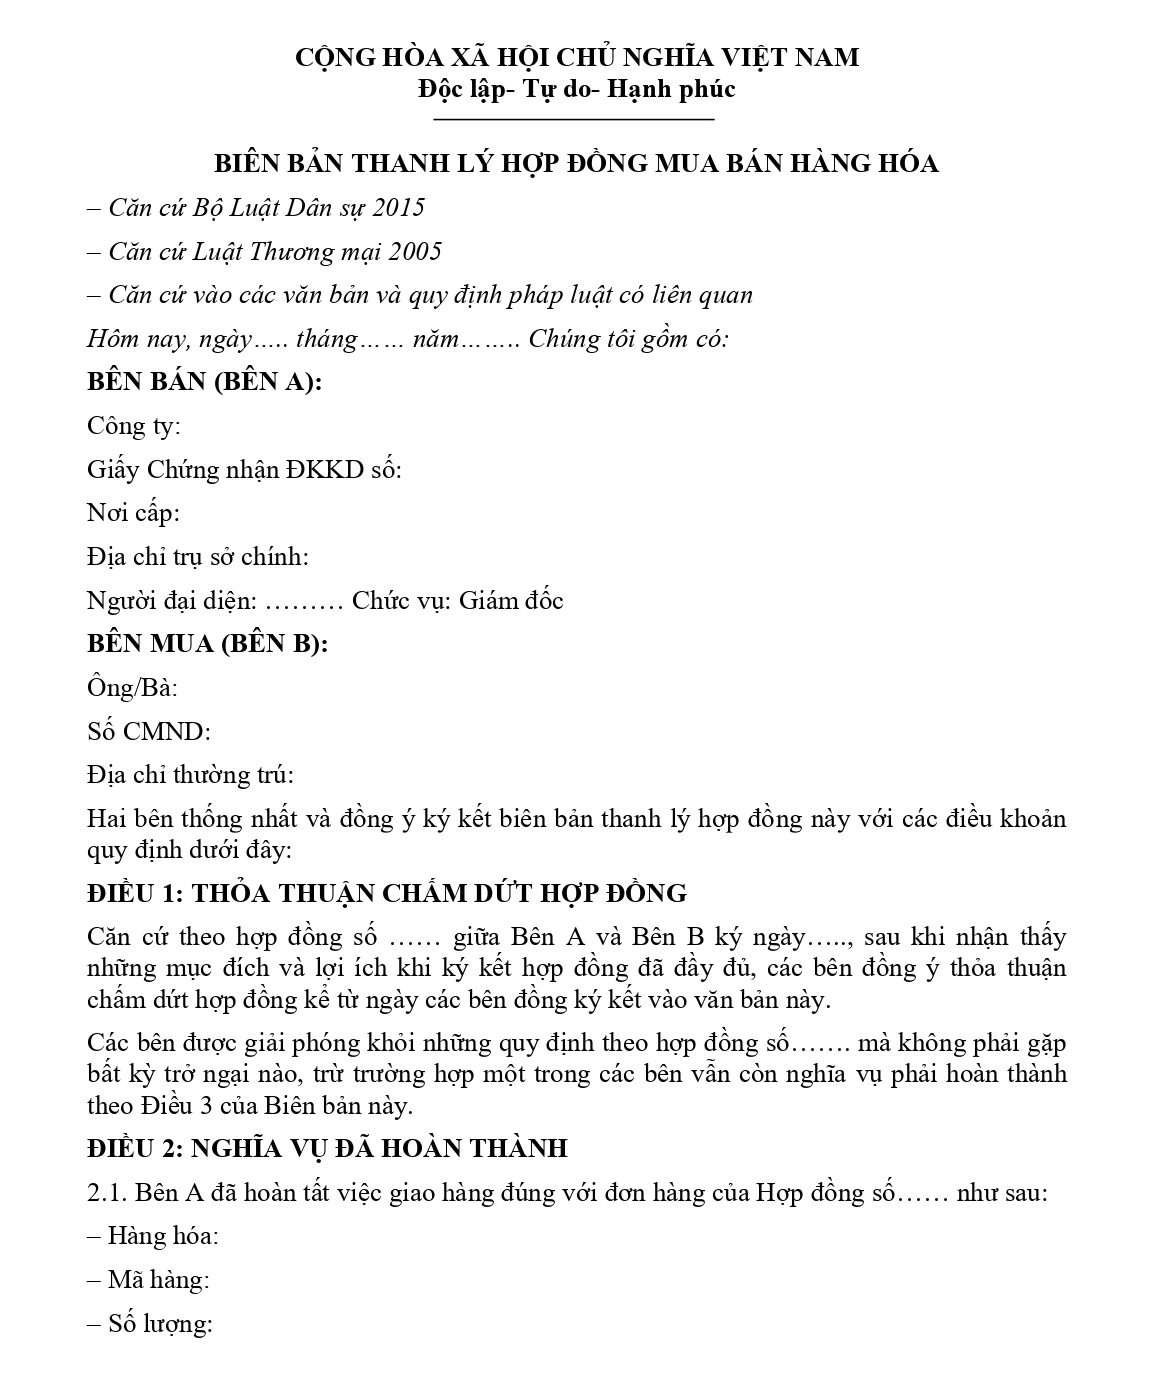 CỘNG HÒA XÃ HỘI CHỦ NGHĨA VIỆT NAM
Độc lập- Tự do- Hạnh phúc
BIÊN BẢN THANH LÝ HỢP ĐỒNG MUA BÁN HÀNG HÓA
– Căn cứ Bộ Luật Dân sự 2015
– Căn cứ Luật Thương mại 2005
– Căn cứ vào các văn bản và quy định pháp luật có liên quan
Hôm nay, ngày….. tháng…… năm…….. Chúng tôi gồm có:
BÊN BÁN (BÊN A):
Công ty:
Giấy Chứng nhận ĐKKD số:
Nơi cấp:
Địa chỉ trụ sở chính:
Người đại diện: ……… Chức vụ: Giám đốc
BÊN MUA (BÊN B):
Ông/Bà:
Số CMND:
Địa chỉ thường trú:
Hai bên thống nhất và đồng ý ký kết biên bản thanh lý hợp đồng này với các điều khoản
quy định dưới đây:
ĐIỀU 1: THỎA THUẬN CHẤM DỨT HỢP ĐỒNG
Căn cứ theo hợp đồng số …… giữa Bên A và Bên B ký ngày….., sau khi nhận thấy
những mục đích và lợi ích khi ký kết hợp đồng đã đầy đủ, các bên đồng ý thỏa thuận
chấm dứt hợp đồng kể từ ngày các bên đồng ký kết vào văn bản này.
Các bên được giải phóng khỏi những quy định theo hợp đồng số……. mà không phải gặp
bất kỳ trở ngại nào, trừ trường hợp một trong các bên vẫn còn nghĩa vụ phải hoàn thành
theo Điều 3 của Biên bản này.
ĐIỀU 2: NGHĨA VỤ ĐÃ HOÀN THÀNH
2.1. Bên A đã hoàn tất việc giao hàng đúng với đơn hàng của Hợp đồng số…… như sau:
– Hàng hóa:
– Mã hàng:
– Số lượng: